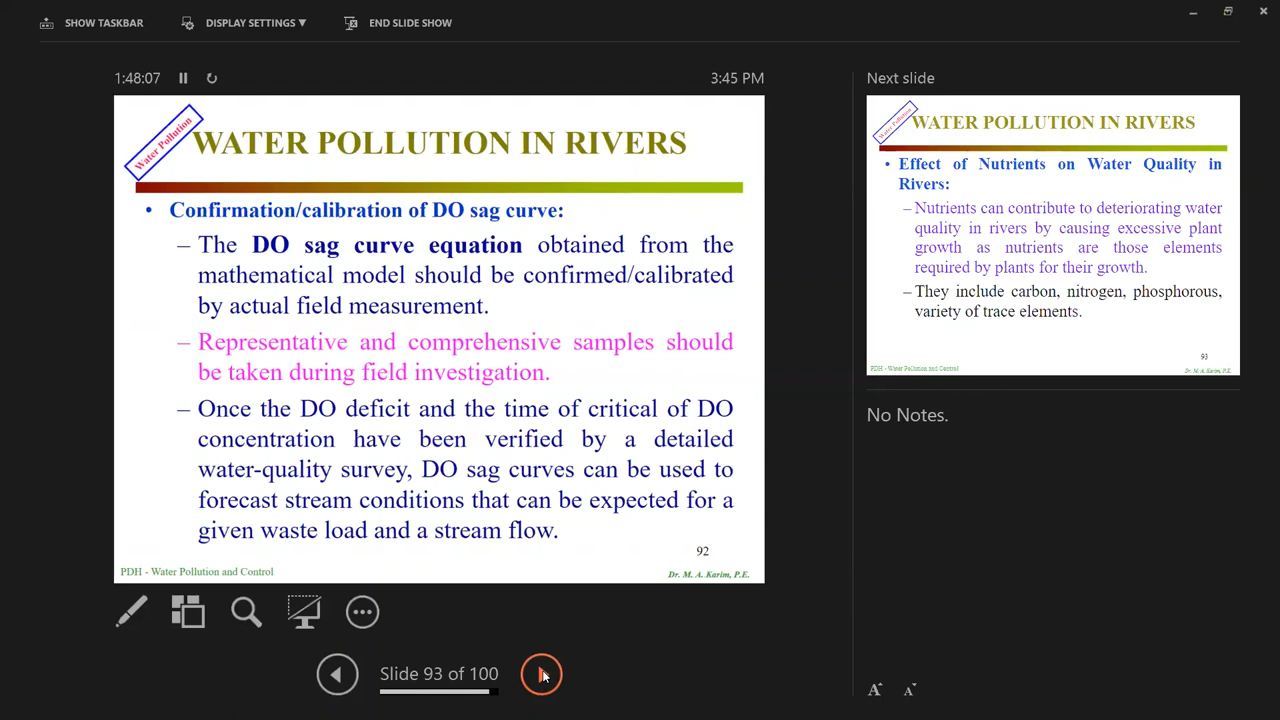 SHOW TASKBAR
DISPLAY SETTINGS ▼
END SLIDE SHOW
1:48:07
3:45 PM
Water Pollution
WATER POLLUTION IN RIVERS
• Confirmation/calibration of DO sag curve:
– The DO sag curve equation obtained from the
mathematical model should be confirmed/calibrated
by actual field measurement.
– Representative and comprehensive samples should
be taken during field investigation.
– Once the DO deficit and the time of critical of DO
concentration have been verified by a detailed
water-quality survey, DO sag curves can be used to
forecast stream conditions that can be expected for a
given waste load and a stream flow.
92
PDH - Water Pollution and Control
Dr. M. A. Karim, P.E.
Slide 93 of 100
Next slide
Water Pollution
WATER POLLUTION IN RIVERS
• Effect of Nutrients on Water Quality in
Rivers:
– Nutrients can contribute to deteriorating water
quality in rivers by causing excessive plant
growth as nutrients are those elements
required by plants for their growth.
– They include carbon, nitrogen, phosphorous,
variety of trace elements.
93
PDH - Water Pollution and Control
Dr. M. A. Karim, P.E.
No Notes.
A A